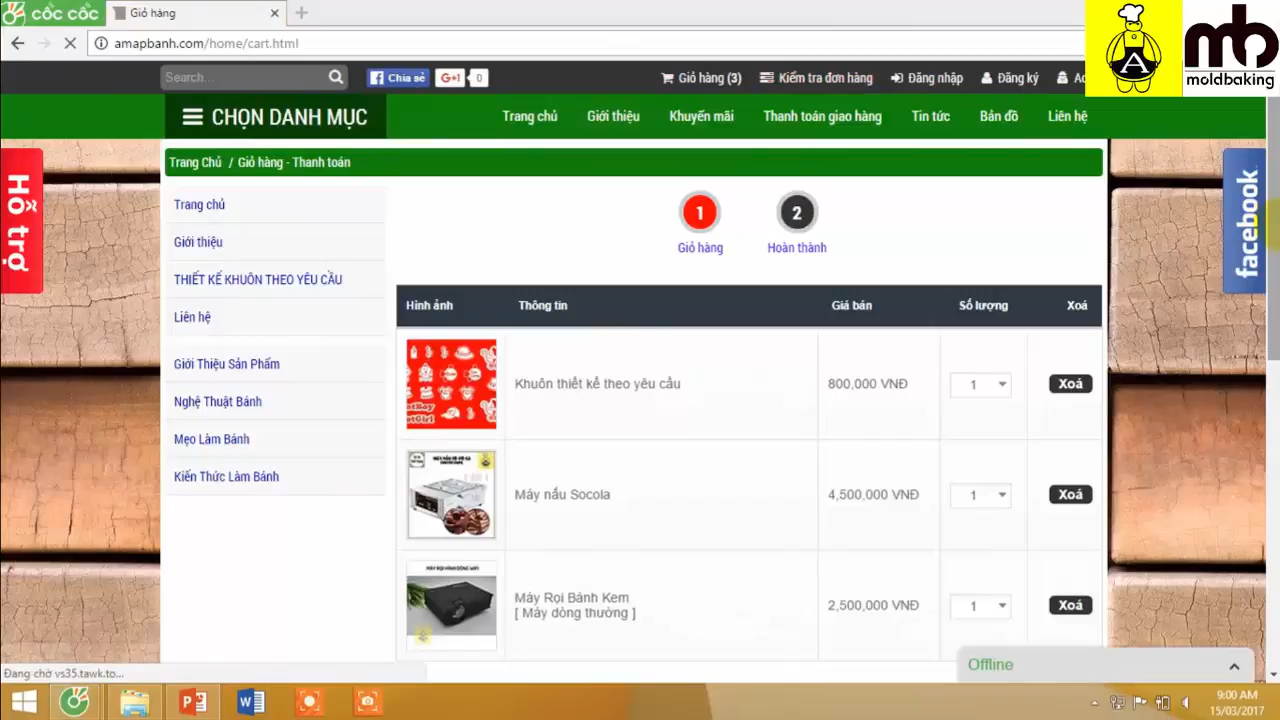 cốc cốc
Giỏ hàng
amapbanh.com/home/cart.html
A
mb
moldbaking
Search...
Chia sẻ
G+1
0
Giỏ hàng (3)
Kiểm tra đơn hàng
Đăng nhập
Đăng ký
CHỌN DANH MỤC
Trang chủ
Giới thiệu
Khuyến mãi
Thanh toán giao hàng
Tin tức
Bản đồ
Liên hệ
Hỗ trợ
facebook
Trang Chủ / Giỏ hàng - Thanh toán
Trang chủ
Giới thiệu
THIẾT KẾ KHUÔN THEO YÊU CẦU
Liên hệ
Giới Thiệu Sản Phẩm
Nghệ Thuật Bánh
Mẹo Làm Bánh
Kiến Thức Làm Bánh
1
2
Giỏ hàng
Hoàn thành
Hình ảnh
Thông tin
Giá bán
Số lượng
Xoá
Khuôn thiết kế theo yêu cầu
800,000 VNĐ
1
Xoá
Máy nấu Socola
4,500,000 VNĐ
1
Xoá
Máy Rọi Bánh Kem
[ Máy dòng thường ]
2,500,000 VNĐ
1
Xoá
Offline
Đang chờ vs35.tawk.to...
9:00 AM
15/03/2017